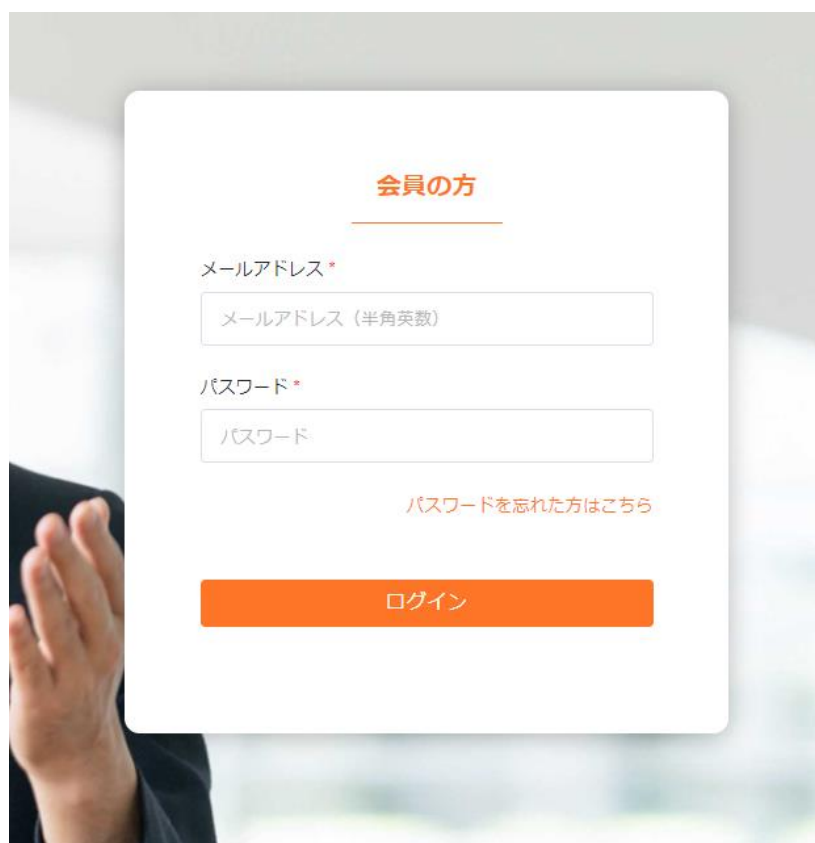 会員の方
メールアドレス *
メールアドレス（半角英数）
パスワード *
パスワード
パスワードを忘れた方はこちら
ログイン